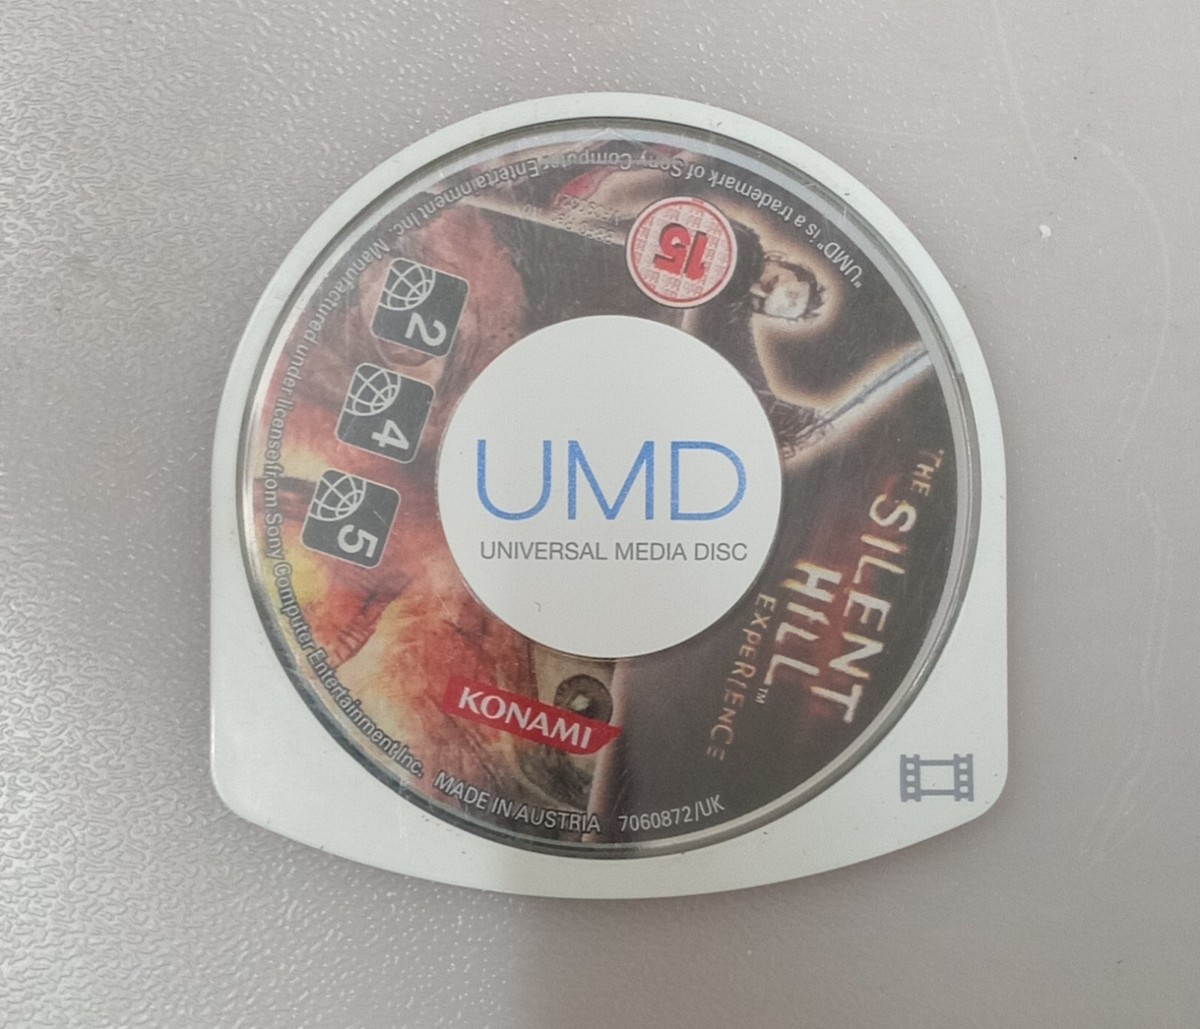 UMD
UNIVERSAL MEDIA DISC
THE SILENT
HILL™
EXPERIENCE
KONAMI
15
2
4
5
"UMD" is a trademark of Sony Computer Entertainment Inc. Manufactured under license from Sony Computer Entertainment Inc. MADE IN AUSTRIA 7060872/UK